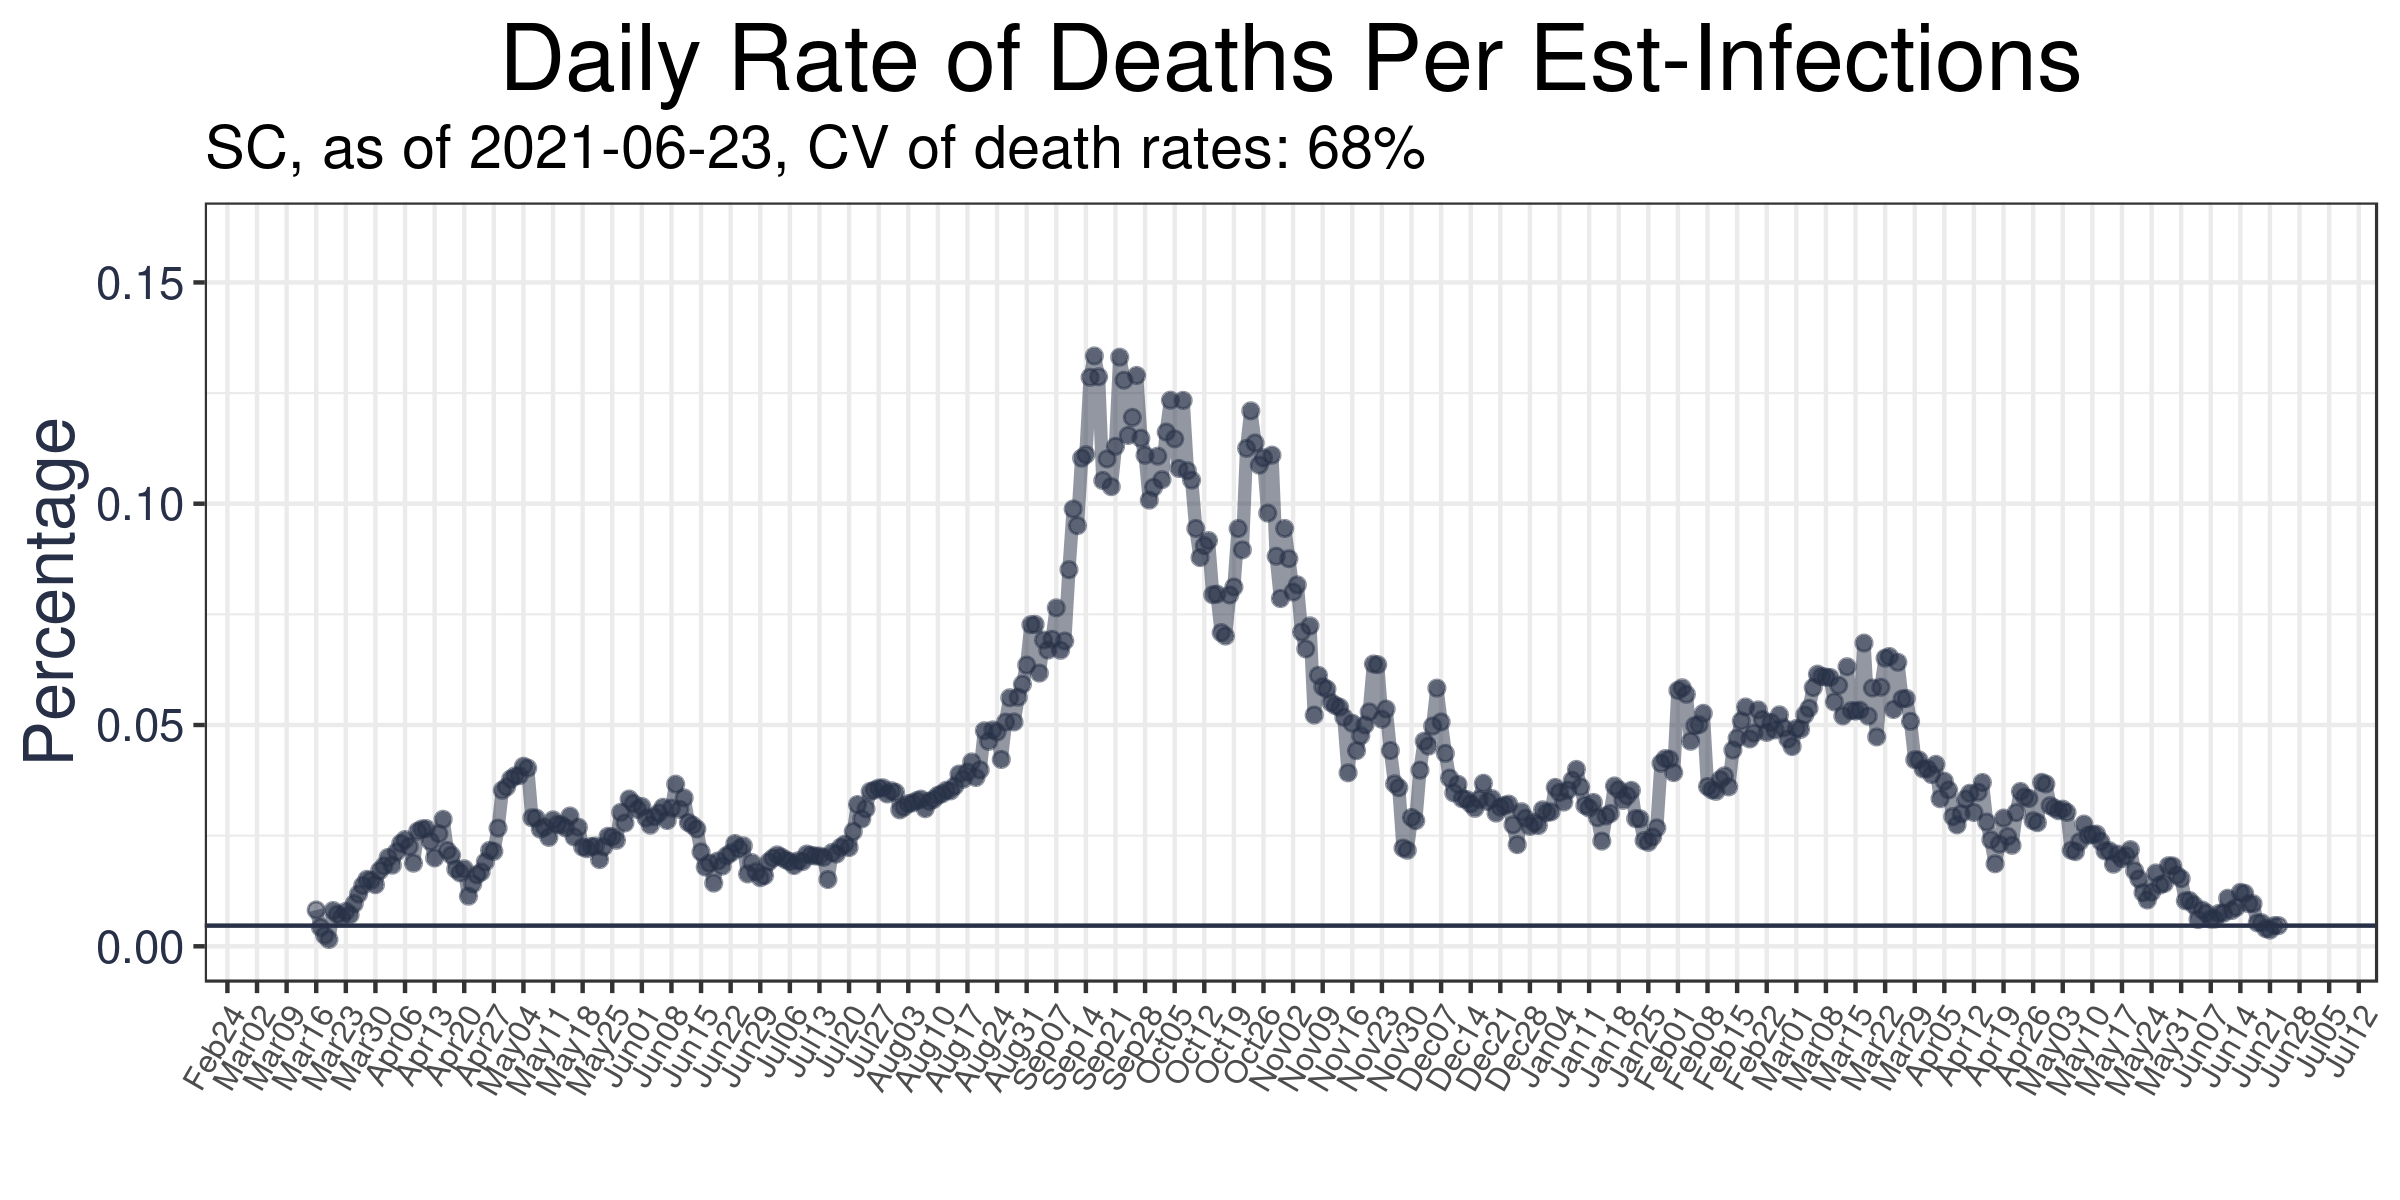 Daily Rate of Deaths Per Est-Infections
SC, as of 2021-06-23, CV of death rates: 68%
Percentage
0.15
0.10
0.05
0.00
Feb24
Mar02
Mar09
Mar16
Mar23
Mar30
Apr06
Apr13
Apr20
Apr27
May04
May11
May18
May25
Jun01
Jun08
Jun15
Jun22
Jun29
Jul06
Jul13
Jul20
Jul27
Aug03
Aug10
Aug17
Aug24
Aug31
Sep07
Sep14
Sep21
Sep28
Oct05
Oct12
Oct19
Oct26
Nov02
Nov09
Nov16
Nov23
Nov30
Dec07
Dec14
Dec21
Dec28
Jan04
Jan11
Jan18
Jan25
Feb01
Feb08
Feb15
Feb22
Mar01
Mar08
Mar15
Mar22
Mar29
Apr05
Apr12
Apr19
Apr26
May03
May10
May17
May24
May31
Jun07
Jun14
Jun21
Jun28
Jul05
Jul12